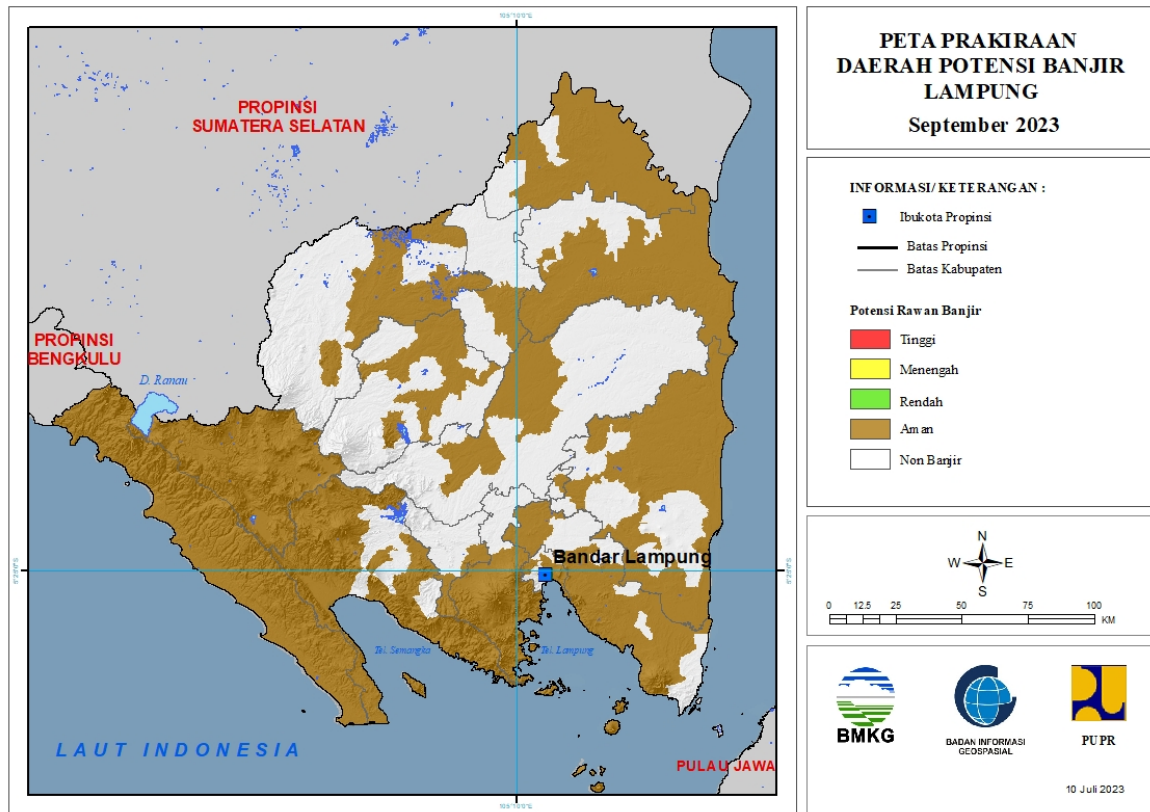 PETA PRAKIRAAN
DAERAH POTENSI BANJIR
LAMPUNG
September 2023
PROPINSI
SUMATERA SELATAN
PROPINSI
BENGKULU
D. Ranau
Bandar Lampung
Tel. Semangka
Tel. Lampung
LAUT INDONESIA
PULAU JAWA
INFORMASI/KETERANGAN :
Ibukota Propinsi
Batas Propinsi
Batas Kabupaten
Potensi Rawan Banjir
Tinggi
Menengah
Rendah
Aman
Non Banjir
N
W E
S
0 12.5 25 50 75 100
KM
BMKG
BADAN INFORMASI
GEOSPASIAL
PUPR
10 Juli 2023